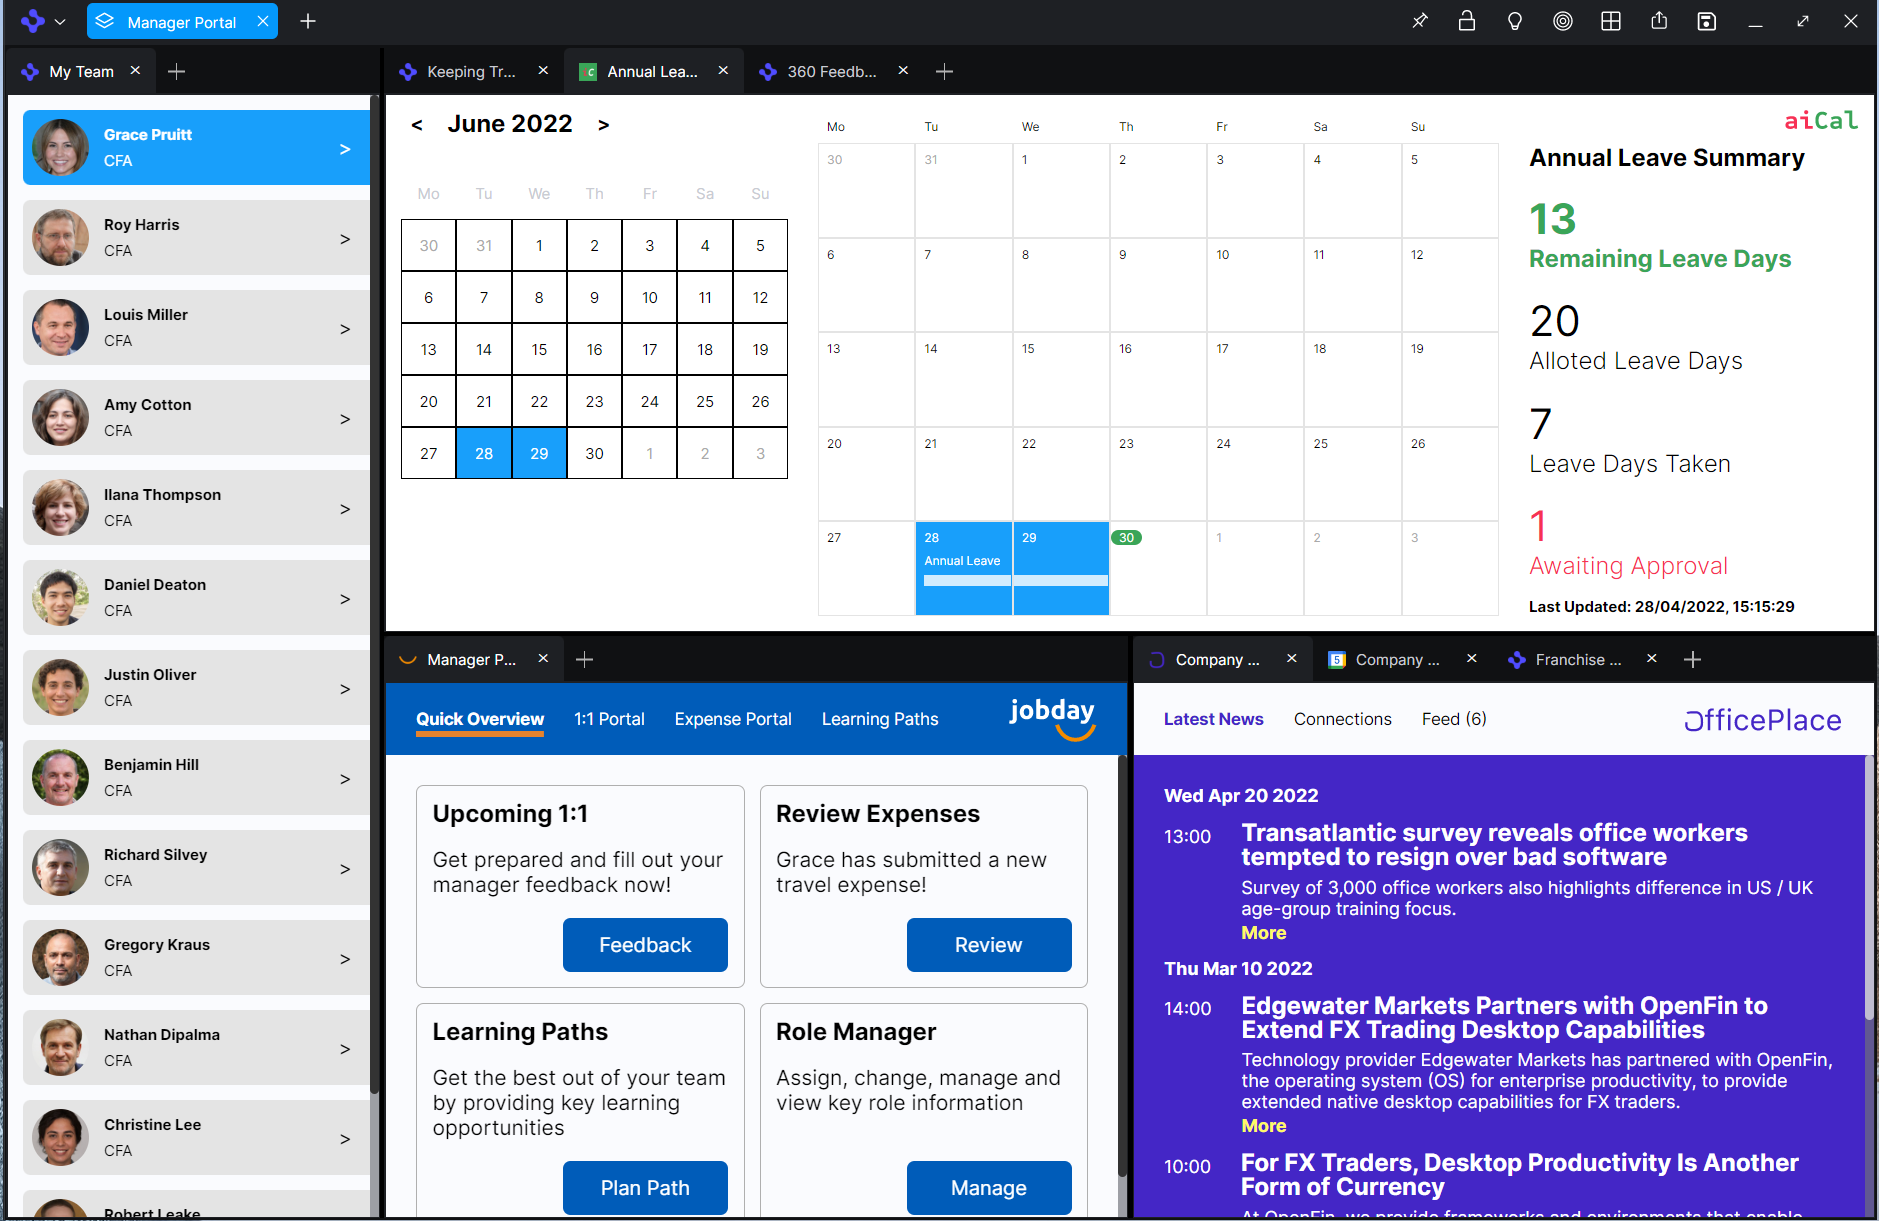 Manager Portal
My Team
Grace Pruitt
CFA
>
Roy Harris
CFA
>
Louis Miller
CFA
>
Amy Cotton
CFA
>
Ilana Thompson
CFA
>
Daniel Deaton
CFA
>
Justin Oliver
CFA
>
Benjamin Hill
CFA
>
Richard Silvey
CFA
>
Gregory Kraus
CFA
>
Nathan Dipalma
CFA
>
Christine Lee
CFA
>
Robert Leake
Keeping Tr... Annual Lea... 360 Feedb...
< June 2022 >
Mo Tu We Th Fr Sa Su
30 31 1 2 3 4 5
6 7 8 9 10 11 12
13 14 15 16 17 18 19
20 21 22 23 24 25 26
27 28 29 30 1 2 3
Mo Tu We Th Fr Sa Su
30 31 1 2 3 4 5
6 7 8 9 10 11 12
13 14 15 16 17 18 19
20 21 22 23 24 25 26
27 28 29 30 1 2 3
Annual Leave
aiCal
Annual Leave Summary
13
Remaining Leave Days
20
Alloted Leave Days
7
Leave Days Taken
1
Awaiting Approval
Last Updated: 28/04/2022, 15:15:29
Manager P...
Quick Overview 1:1 Portal Expense Portal Learning Paths jobday
Upcoming 1:1
Get prepared and fill out your
manager feedback now!
Feedback
Review Expenses
Grace has submitted a new
travel expense!
Review
Learning Paths
Get the best out of your team
by providing key learning
opportunities
Plan Path
Role Manager
Assign, change, manage and
view key role information
Manage
Company ... 5 Company ... Franchise ...
Latest News Connections Feed (6) OfficePlace
Wed Apr 20 2022
13:00 Transatlantic survey reveals office workers
tempted to resign over bad software
Survey of 3,000 office workers also highlights difference in US / UK
age-group training focus.
More
Thu Mar 10 2022
14:00 Edgewater Markets Partners with OpenFin to
Extend FX Trading Desktop Capabilities
Technology provider Edgewater Markets has partnered with OpenFin,
the operating system (OS) for enterprise productivity, to provide
extended native desktop capabilities for FX traders.
More
10:00 For FX Traders, Desktop Productivity Is Another
Form of Currency
At OpenFin, we provide frameworks and environments that enable